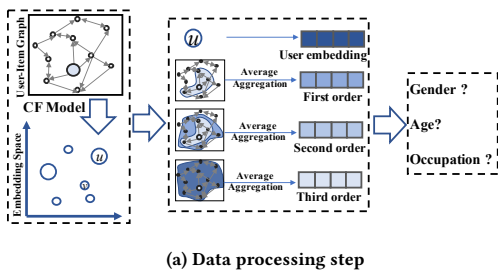 User-Item Graph
CF Model
Embedding Space
u
v
u
User embedding
Average
Aggregation
First order
Average
Aggregation
Second order
Average
Aggregation
Third order
Gender ?
Age?
Occupation ?
(a) Data processing step